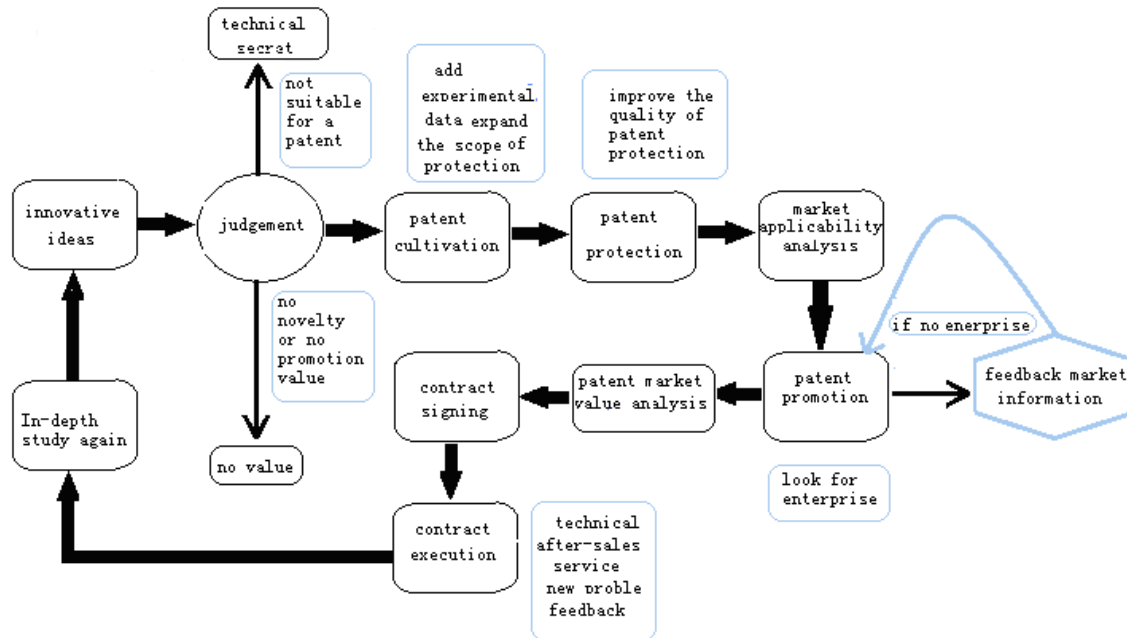 technical
secrat
not
suitable
for a
patent
add
experimental.
data expand
the scope of
protection
improve the
quality of
patent
protection
innovative
ideas
judgement
patent
cultivation
patent
protection
market
applicability
analysis
no
novelty
or no
promotion
value
if no enerprise
contract
signing
patent market
value analysis
patent
promotion
feedback market
information
In-depth
study again
no value
look for
enterprise
contract
execution
technical
after-sales
service
new proble
feedback